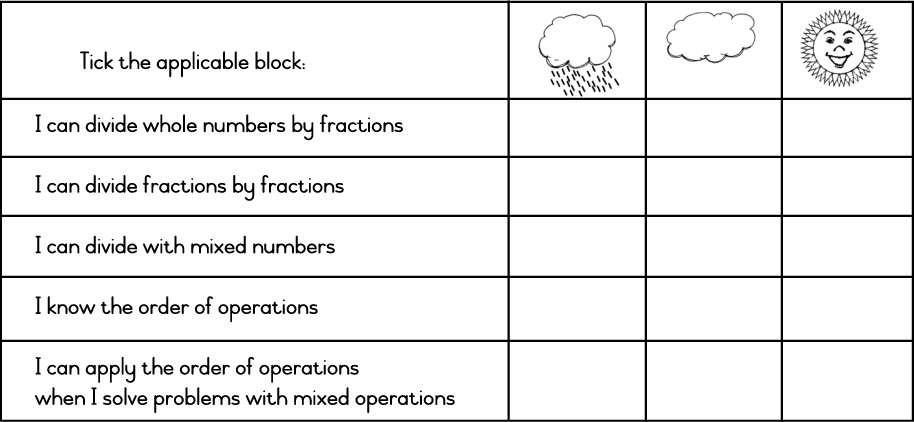 Tick the applicable block:
I can divide whole numbers by fractions
I can divide fractions by fractions
I can divide with mixed numbers
I know the order of operations
I can apply the order of operations
when I solve problems with mixed operations